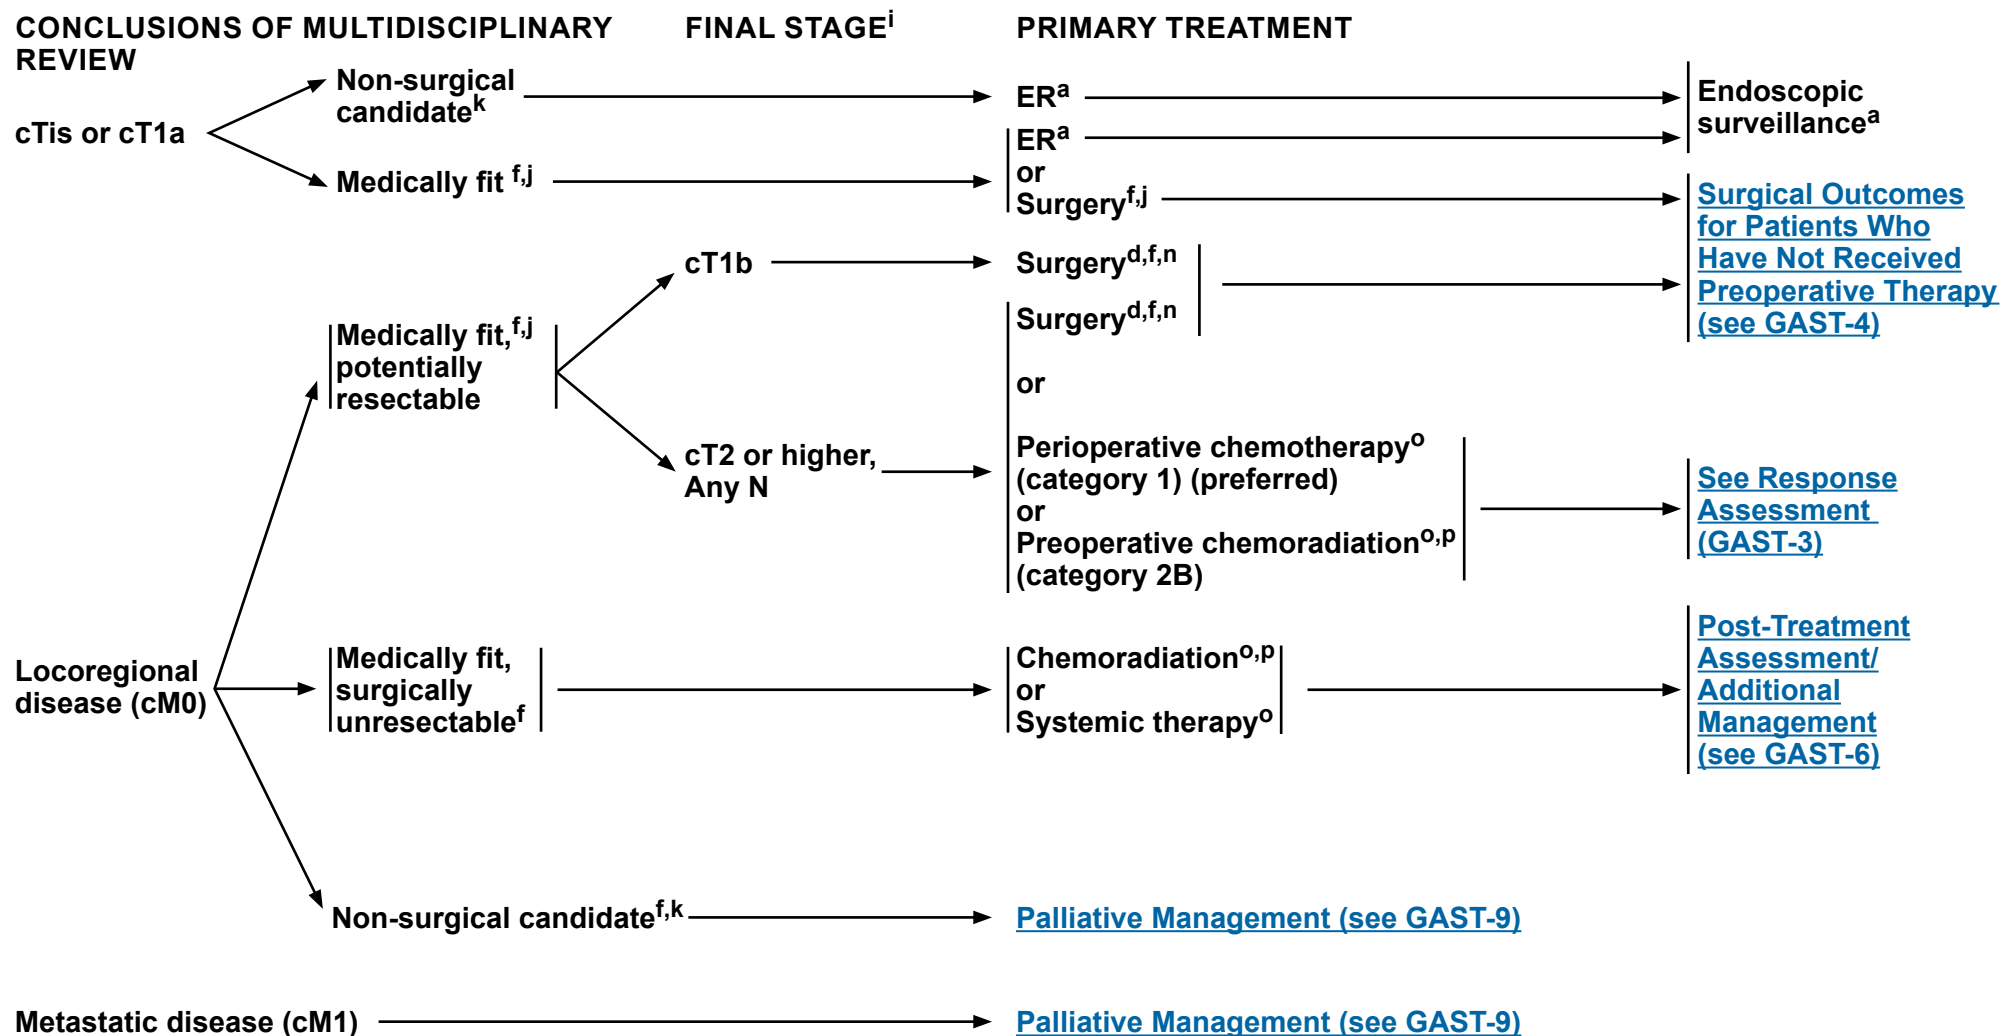 CONCLUSIONS OF MULTIDISCIPLINARY
REVIEW
FINAL STAGEi
PRIMARY TREATMENT
cTis or cT1a
Non-surgical
candidatek
ERa
Endoscopic
surveillancea
Medically fit f,j
ERa
or
Surgeryf,j
Surgical Outcomes
for Patients Who
Have Not Received
Preoperative Therapy
(see GAST-4)
Locoregional
disease (cM0)
Medically fit,f,j
potentially
resectable
cT1b
Surgeryd,f,n
cT2 or higher,
Any N
Surgeryd,f,n
or
Perioperative chemotherapyo
(category 1) (preferred)
or
Preoperative chemoradiationo,p
(category 2B)
See Response
Assessment
(GAST-3)
Medically fit,
surgically
unresectablef
Chemoradiationo,p
or
Systemic therapyo
Post-Treatment
Assessment/
Additional
Management
(see GAST-6)
Non-surgical candidatef,k
Palliative Management (see GAST-9)
Metastatic disease (cM1)
Palliative Management (see GAST-9)